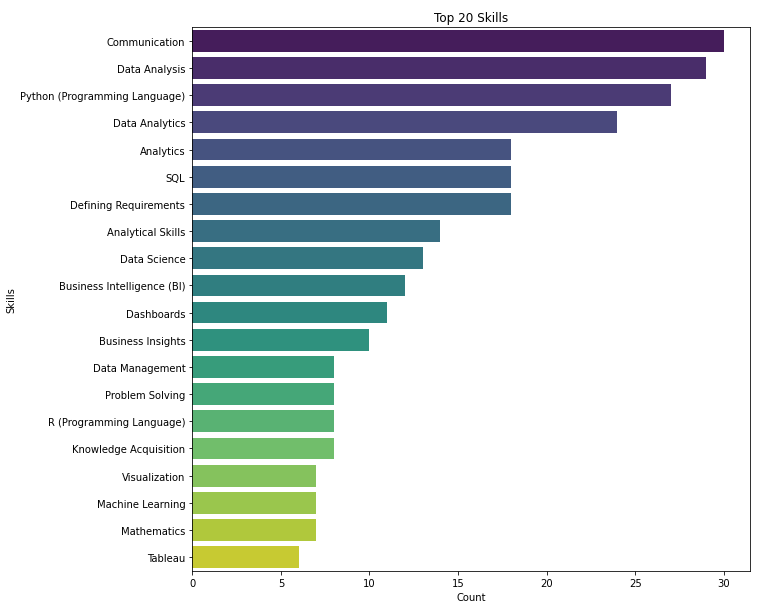 Top 20 Skills
Communication
Data Analysis
Python (Programming Language)
Data Analytics
Analytics
SQL
Defining Requirements
Analytical Skills
Data Science
Business Intelligence (BI)
Dashboards
Business Insights
Data Management
Problem Solving
R (Programming Language)
Knowledge Acquisition
Visualization
Machine Learning
Mathematics
Tableau
Skills
0 5 10 15 20 25 30
Count